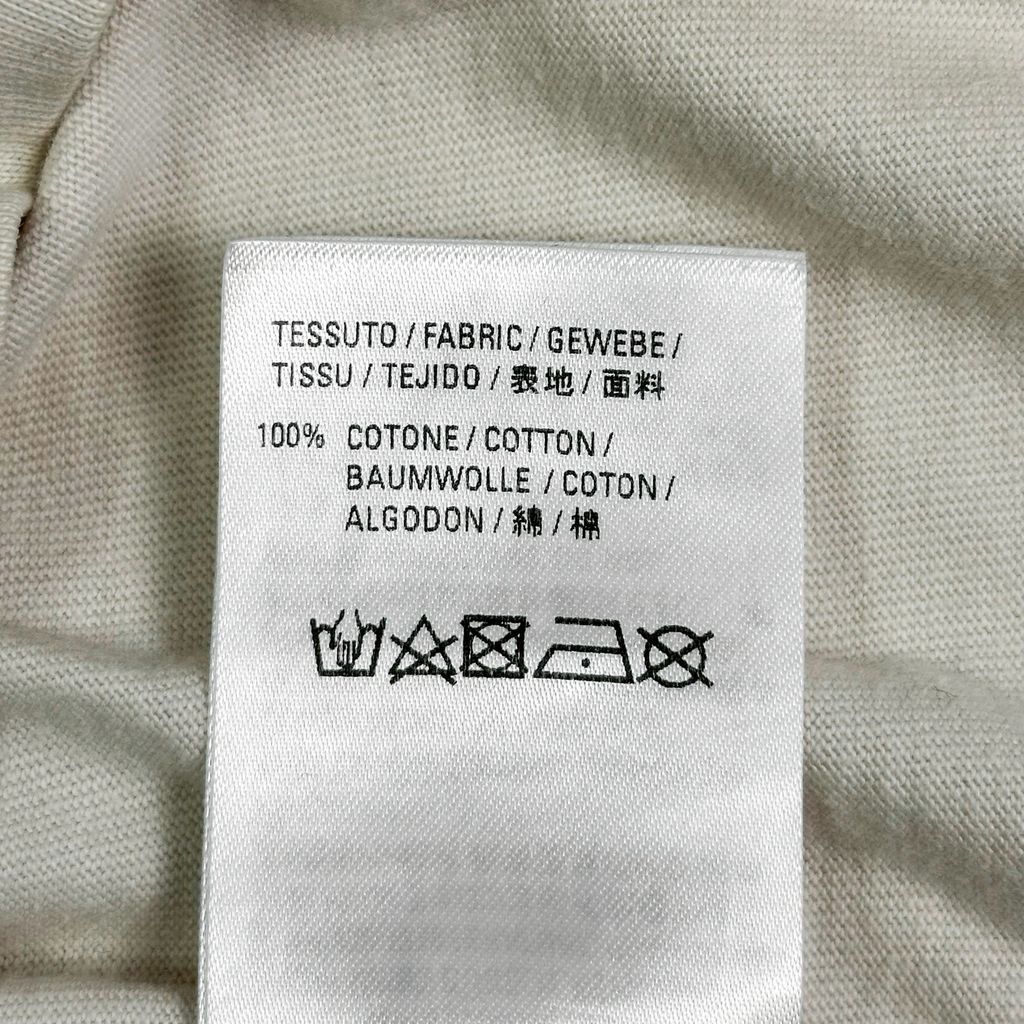 TESSUTO / FABRIC / GEWEBE /
TISSU / TEJIDO / 表地 / 面料
100% COTONE / COTTON /
BAUMWOLLE / COTON /
ALGODON / 綿 / 棉